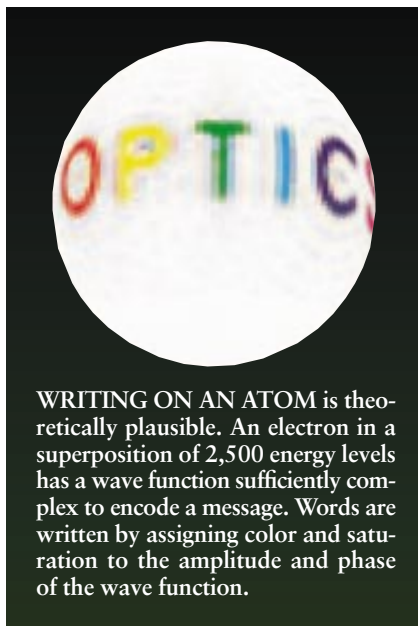 OPTICS
WRITING ON AN ATOM is theo-
retically plausible. An electron in a
superposition of 2,500 energy levels
has a wave function sufficiently com-
plex to encode a message. Words are
written by assigning color and satu-
ration to the amplitude and phase
of the wave function.